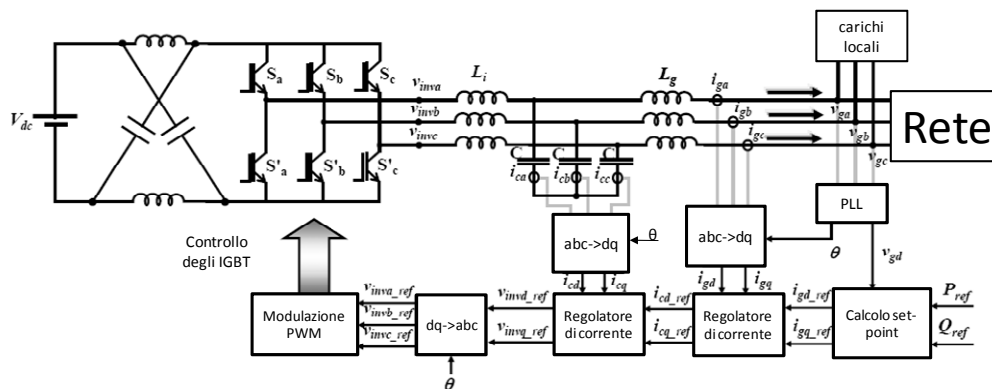 carichi
locali
V_dc
S_a
S_b
S_c
v_inva
v_invb
v_invc
L_i
L_g
i_ga
i_gb
i_gc
v_ga
v_gb
v_gc
Rete
S'_a
S'_b
S'_c
C
C
C
i_ca
i_cb
i_cc
PLL
abc->dq
θ
abc->dq
θ
v_gd
Controllo
degli IGBT
i_cd
i_cq
i_gd
i_gq
Modulazione
PWM
v_inva_ref
v_invb_ref
v_invc_ref
dq->abc
v_invd_ref
v_invq_ref
Regolatore
di corrente
i_cd_ref
i_cq_ref
Regolatore
di corrente
i_gd_ref
i_gq_ref
Calcolo set-
point
P_ref
Q_ref
θ